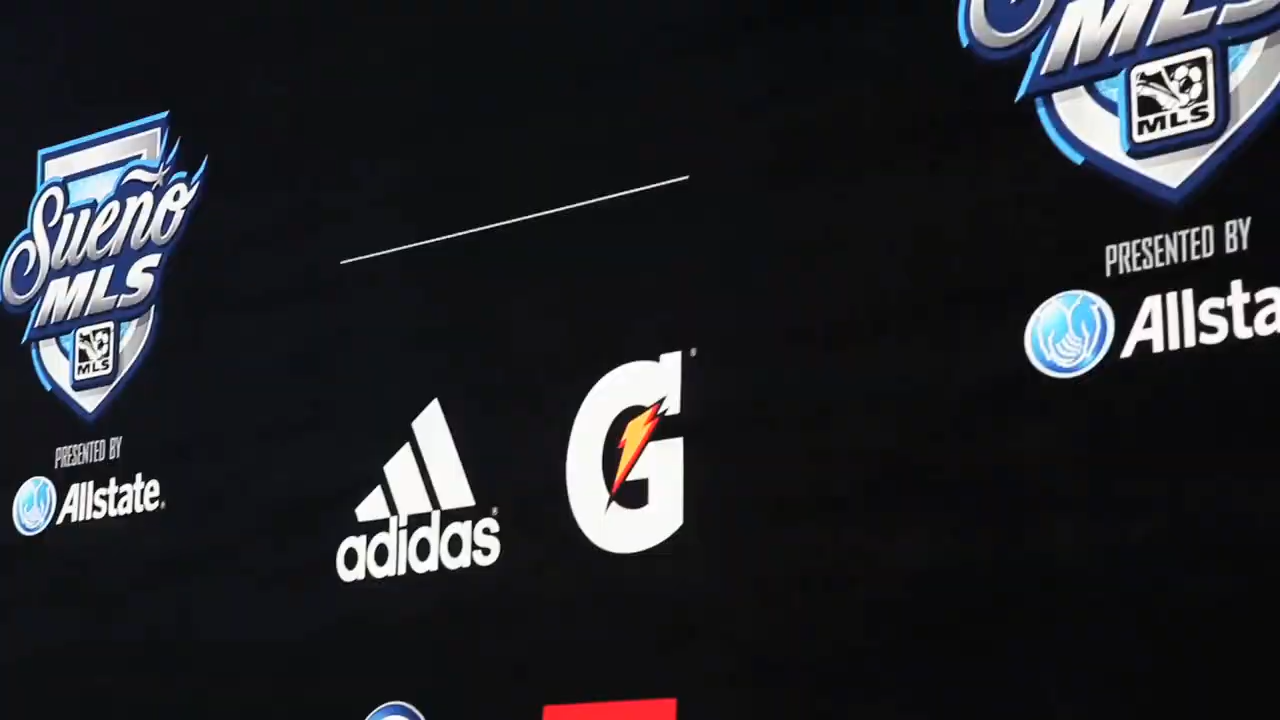 Sueño
MLS
MLS
PRESENTED BY
Allstate
adidas
G
MLS
MLS
PRESENTED BY
Allsta